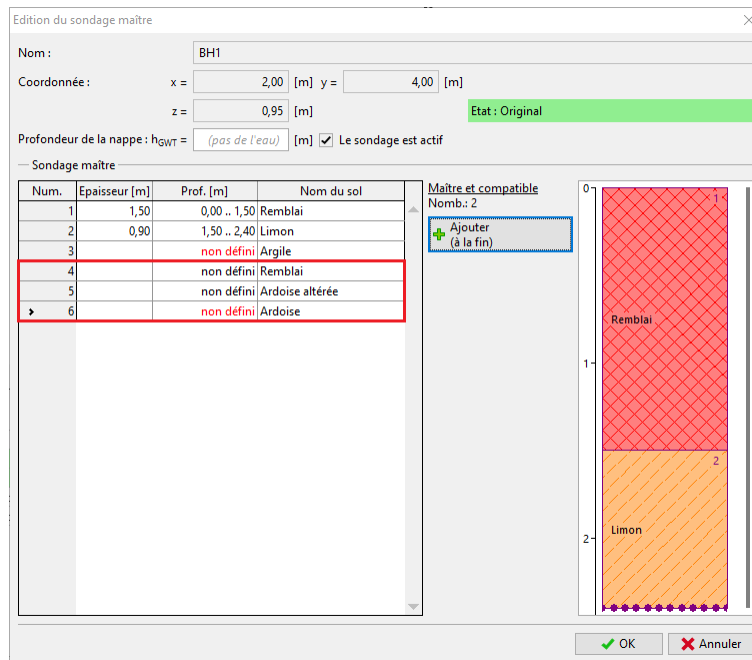 Edition du sondage maître
Nom :
BH1
Coordonnée :
x =
2,00
[m]
y =
4,00
[m]
z =
0,95
[m]
Etat : Original
Profondeur de la nappe : hGWT =
(pas de l'eau)
[m]
Le sondage est actif
Sondage maître
Num. Epaisseur [m] Prof. [m] Nom du sol
1 1,50 0,00 .. 1,50 Remblai
2 0,90 1,50 .. 2,40 Limon
3 non défini Argile
4 non défini Remblai
5 non défini Ardoise altérée
6 non défini Ardoise
Maître et compatible
Nomb.: 2
Ajouter
(à la fin)
0
1
Remblai
1
2
Limon
2
OK
Annuler